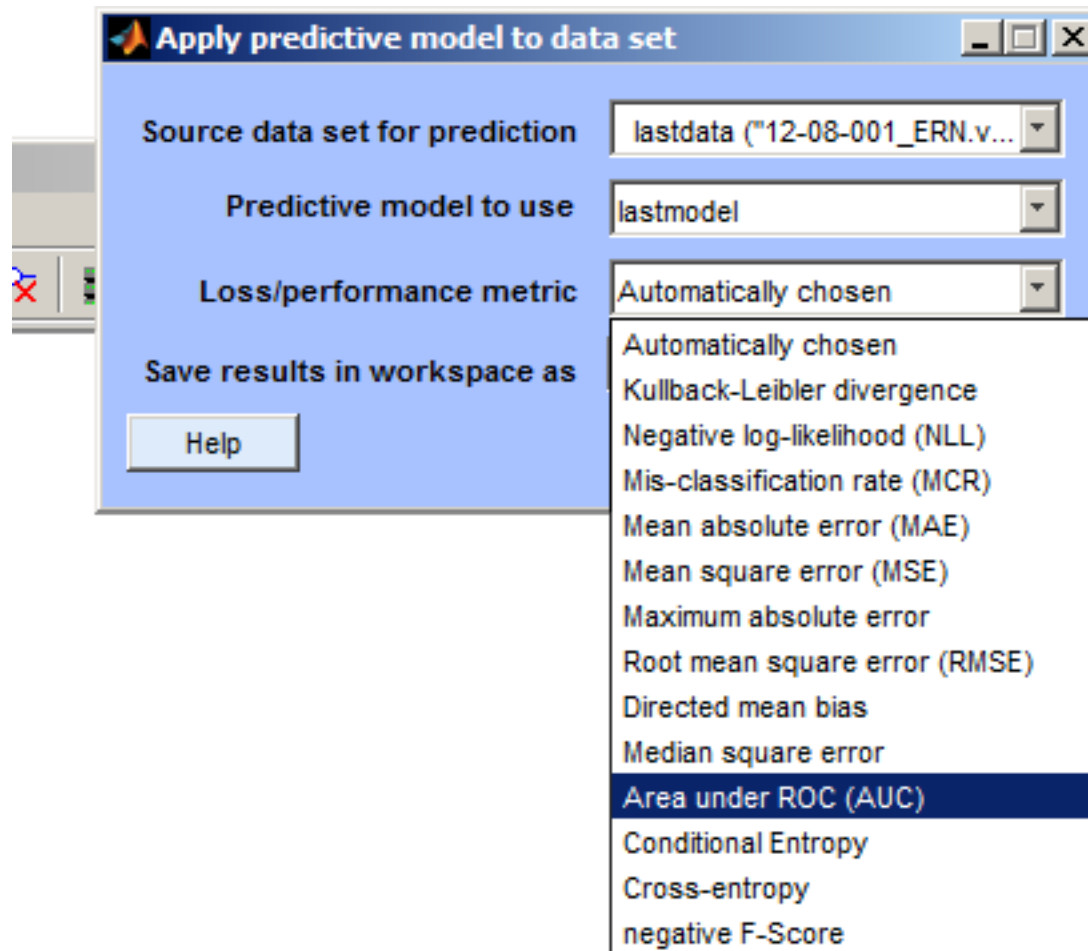 Apply predictive model to data set
Source data set for prediction
lastdata ("12-08-001_ERN.v...
Predictive model to use
lastmodel
Loss/performance metric
Automatically chosen
Save results in workspace as
Help
Automatically chosen
Kullback-Leibler divergence
Negative log-likelihood (NLL)
Mis-classification rate (MCR)
Mean absolute error (MAE)
Mean square error (MSE)
Maximum absolute error
Root mean square error (RMSE)
Directed mean bias
Median square error
Area under ROC (AUC)
Conditional Entropy
Cross-entropy
negative F-Score